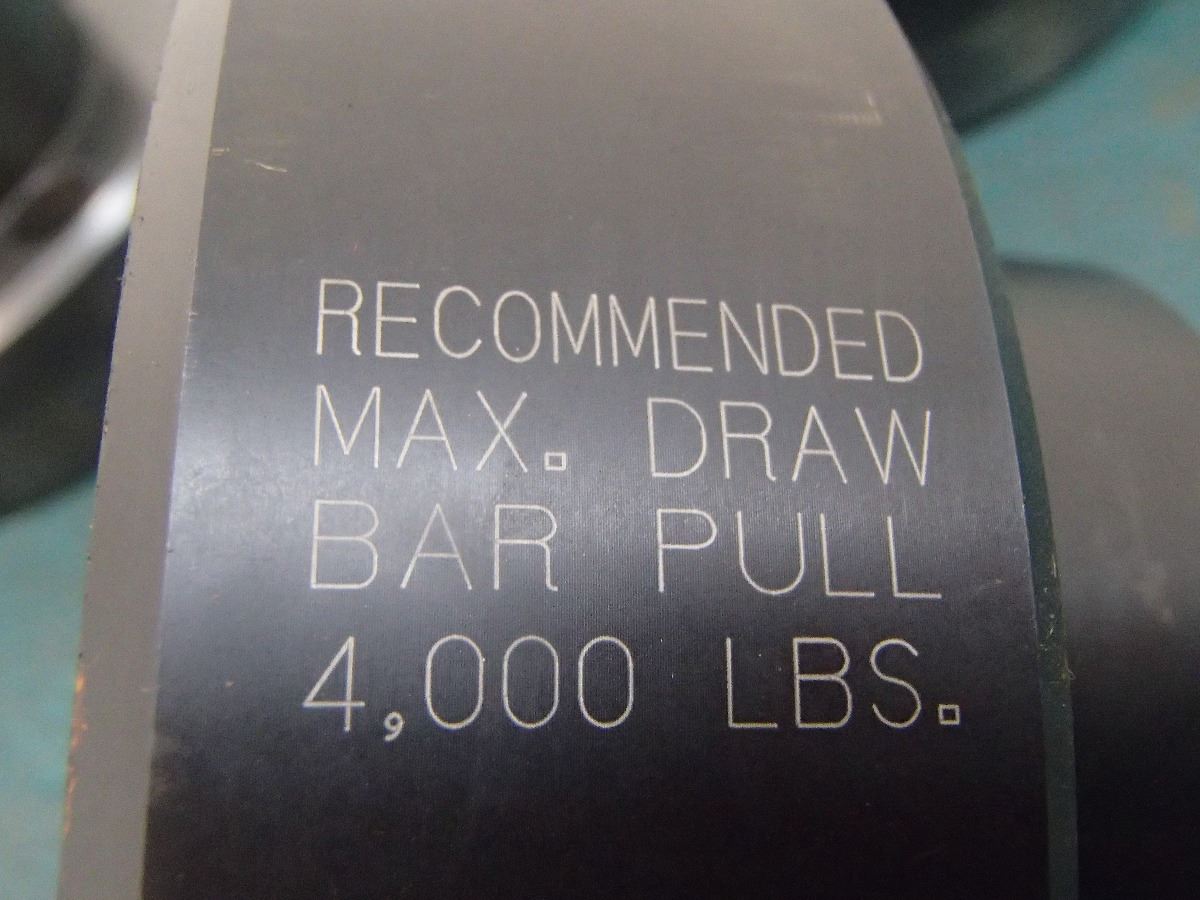 RECOMMENDED
MAX. DRAW
BAR PULL
4,000 LBS.